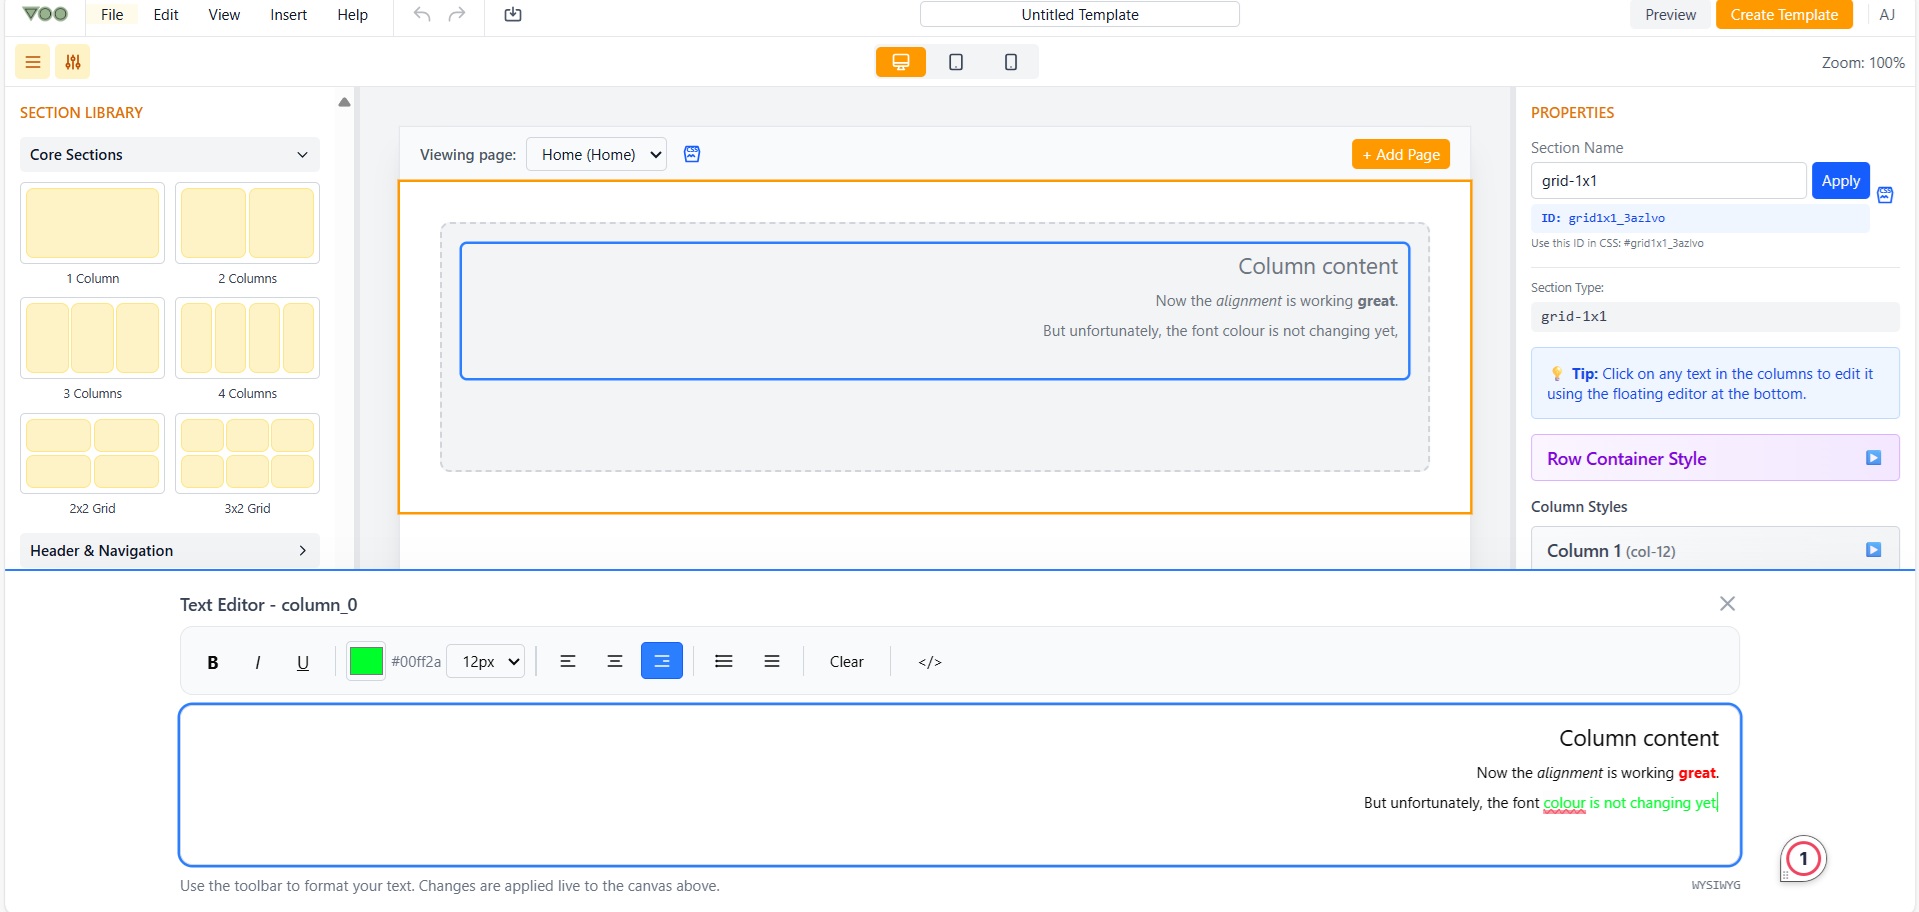 VOO File Edit View Insert Help Untitled Template Preview Create Template AJ
Zoom: 100%
SECTION LIBRARY
Core Sections
1 Column 2 Columns
3 Columns 4 Columns
2x2 Grid 3x2 Grid
Header & Navigation
Viewing page: Home (Home) CSS + Add Page
Column content
Now the alignment is working great.
But unfortunately, the font colour is not changing yet,
PROPERTIES
Section Name
grid-1x1 Apply CSS
ID: grid1x1_3azlvo
Use this ID in CSS: #grid1x1_3azlvo
Section Type:
grid-1x1
Tip: Click on any text in the columns to edit it
using the floating editor at the bottom.
Row Container Style
Column Styles
Column 1 (col-12)
Text Editor - column_0
B I U #00ff2a 12px Clear </>
Column content
Now the alignment is working great.
But unfortunately, the font colour is not changing yet
Use the toolbar to format your text. Changes are applied live to the canvas above. WYSIWYG
1